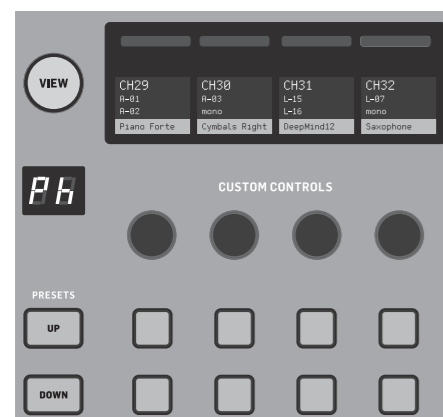 VIEW
CH29 CH30 CH31 CH32
A-01 A-03 L-15 L-07
A-02 mono L-16 mono
Piano Forte Cymbals Right DeepMind12 Saxophone
Ph
CUSTOM CONTROLS
PRESETS
UP
DOWN